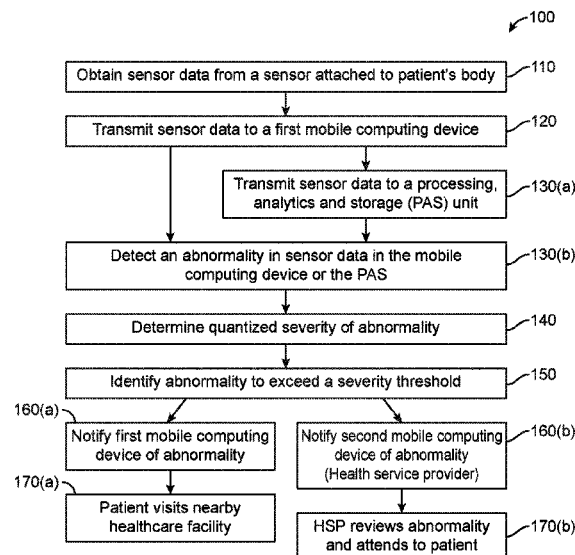 100
Obtain sensor data from a sensor attached to patient's body
110
Transmit sensor data to a first mobile computing device
120
Transmit sensor data to a processing,
analytics and storage (PAS) unit
130(a)
Detect an abnormality in sensor data in the mobile
computing device or the PAS
130(b)
Determine quantized severity of abnormality
140
Identify abnormality to exceed a severity threshold
150
160(a)
Notify first mobile computing
device of abnormality
Notify second mobile computing
device of abnormality
(Health service provider)
160(b)
170(a)
Patient visits nearby
healthcare facility
HSP reviews abnormality
and attends to patient
170(b)